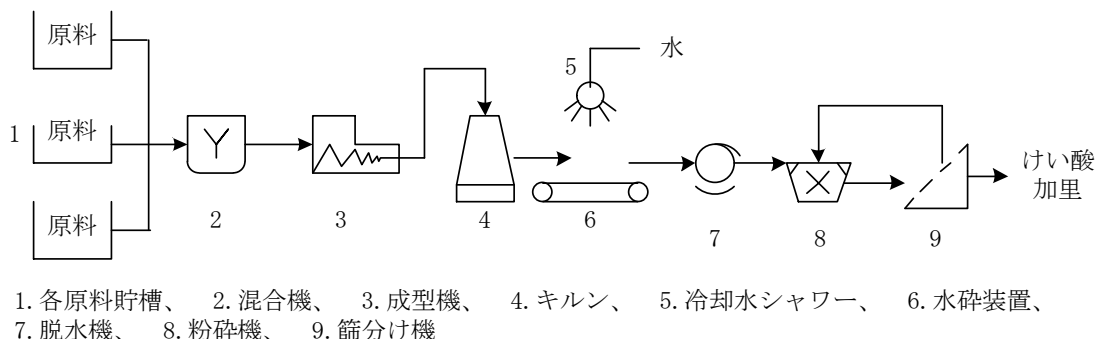 原料
水
5
1
原料
けい酸
加里
原料
2
3
4
6
7
8
9
1.各原料貯槽、 2.混合機、 3.成型機、 4.キルン、 5.冷却水シャワー、 6.水砕装置、
7.脱水機、 8.粉砕機、 9.篩分け機